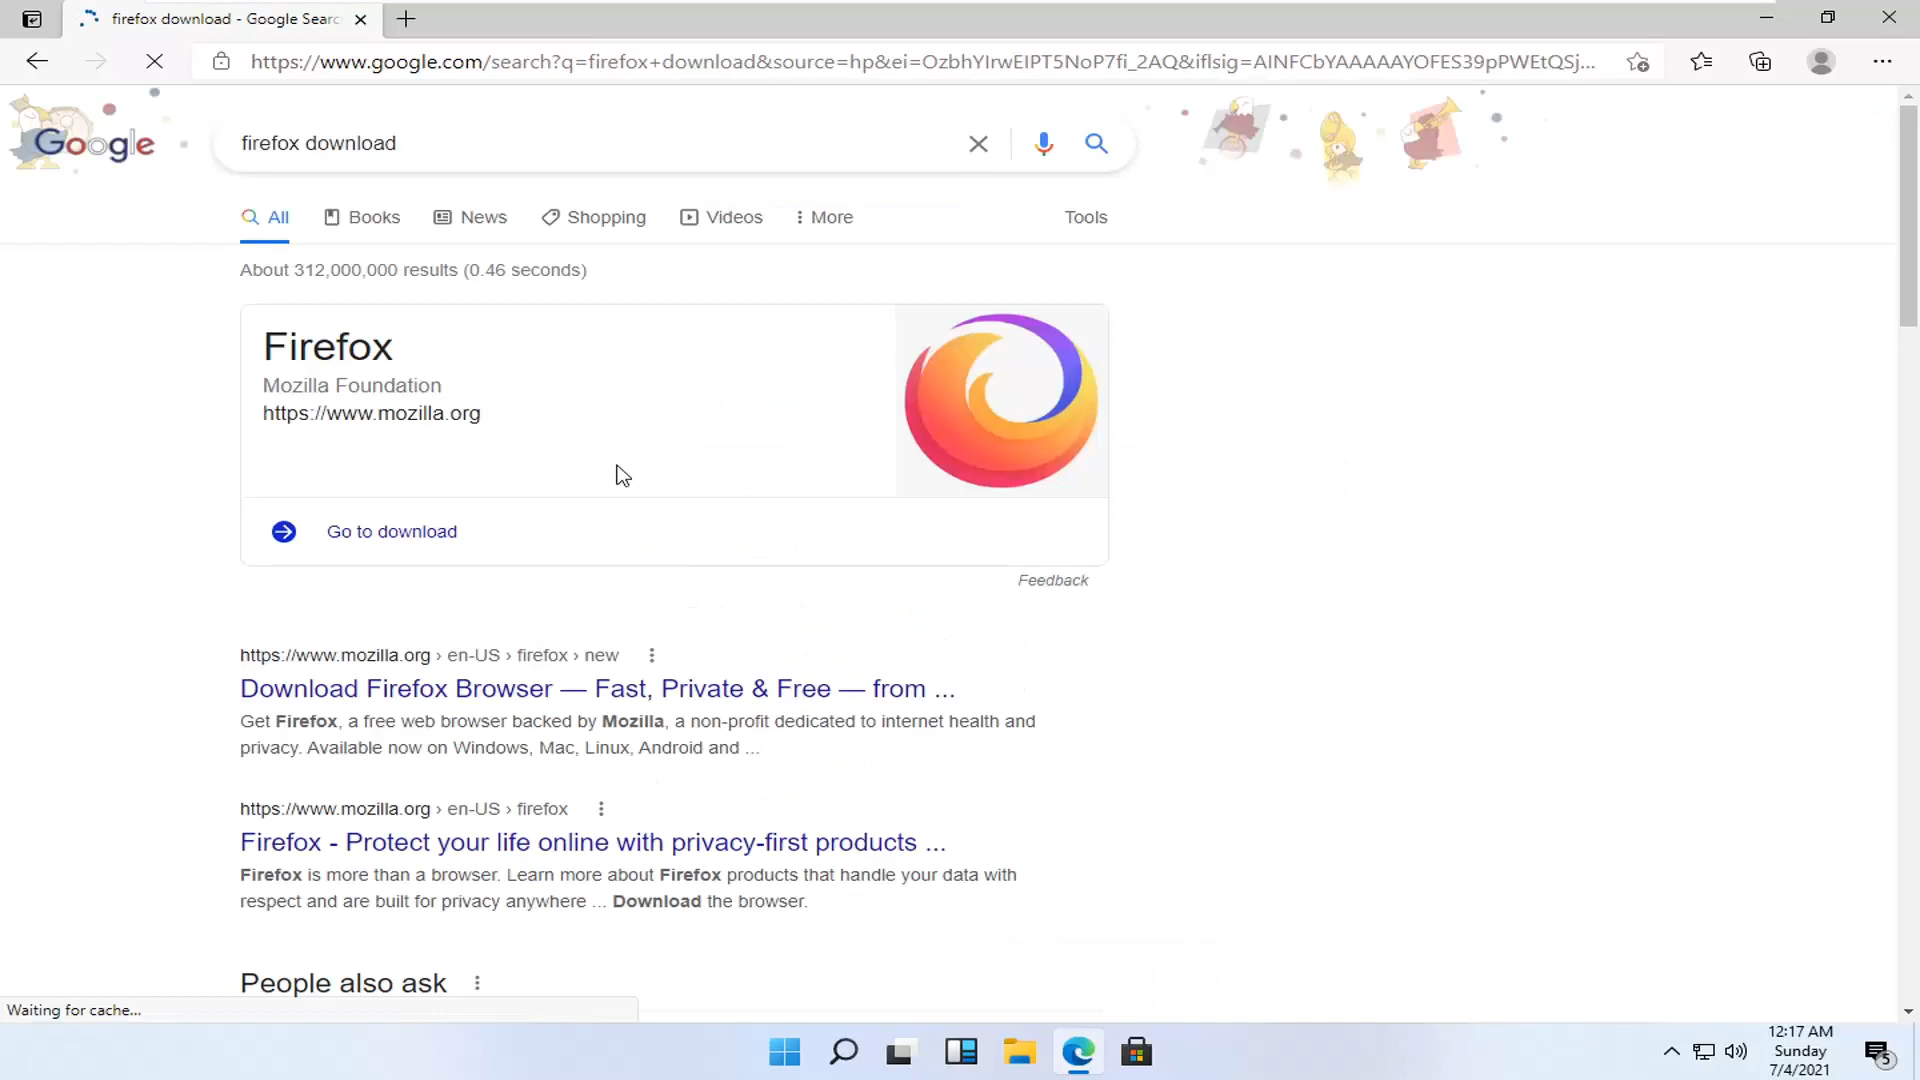 firefox download - Google Searc
https://www.google.com/search?q=firefox+download&source=hp&ei=OzbhYIrwEIPT5NoP7fi_2AQ&iflsig=AINFCbYAAAAAYOFES39pPWEtQSj...
Google
firefox download
All
Books
News
Shopping
Videos
More
Tools
About 312,000,000 results (0.46 seconds)
Firefox
Mozilla Foundation
https://www.mozilla.org
Go to download
Feedback
https://www.mozilla.org › en-US › firefox › new
Download Firefox Browser — Fast, Private & Free — from ...
Get Firefox, a free web browser backed by Mozilla, a non-profit dedicated to internet health and
privacy. Available now on Windows, Mac, Linux, Android and ...
https://www.mozilla.org › en-US › firefox
Firefox - Protect your life online with privacy-first products ...
Firefox is more than a browser. Learn more about Firefox products that handle your data with
respect and are built for privacy anywhere ... Download the browser.
People also ask
Waiting for cache...
12:17 AM
Sunday
7/4/2021
5